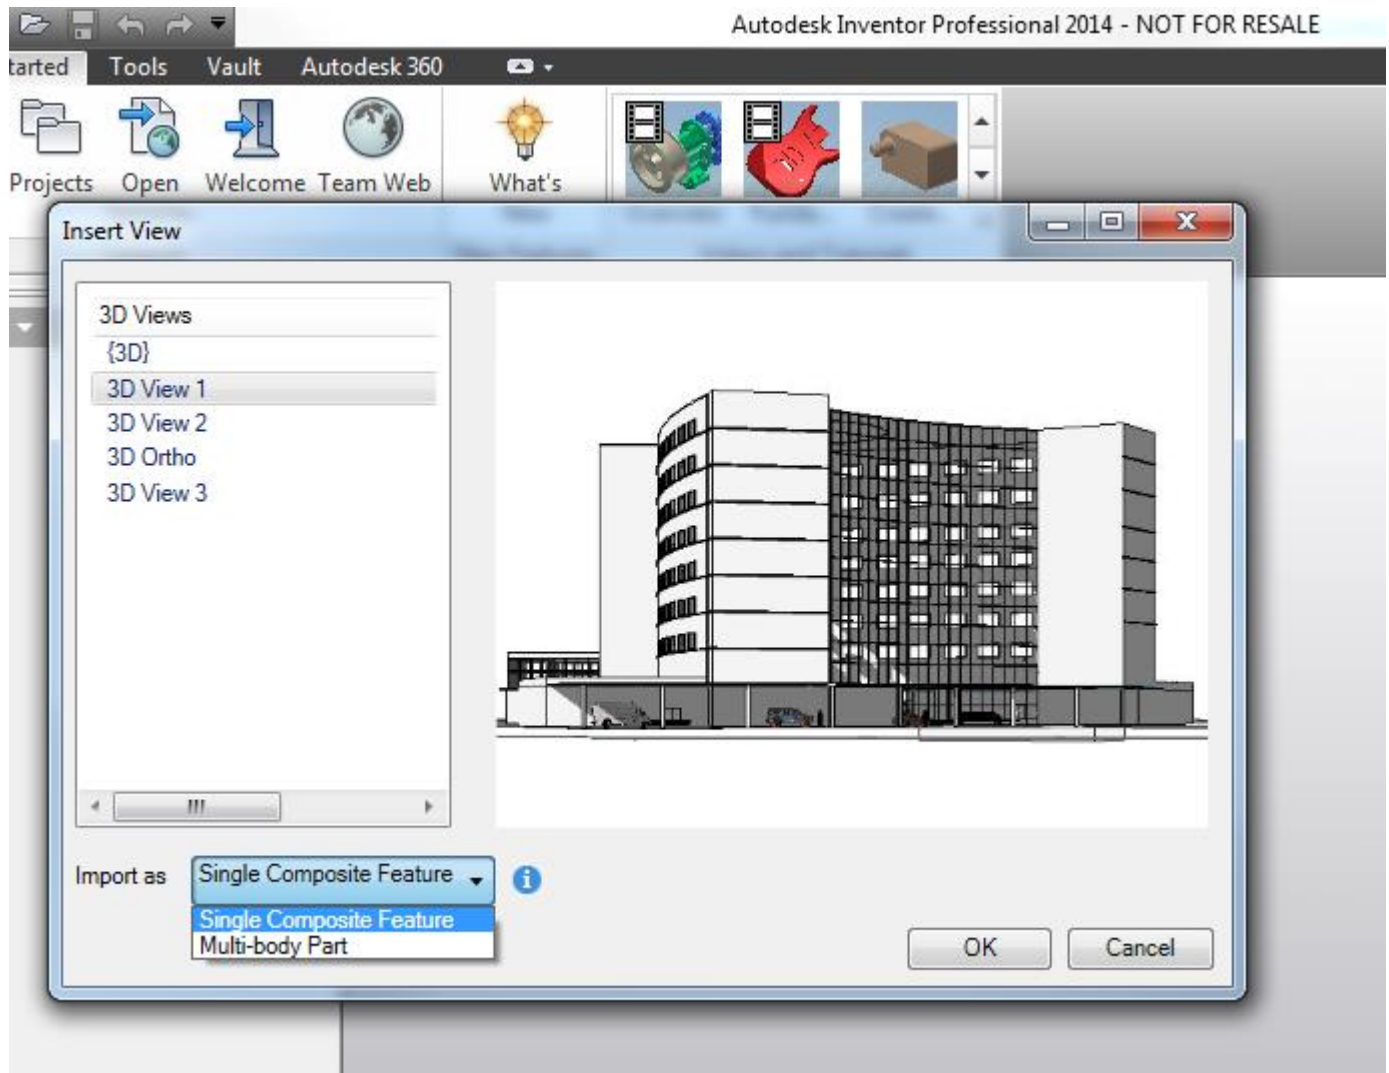 Autodesk Inventor Professional 2014 - NOT FOR RESALE
tarted Tools Vault Autodesk 360
Projects Open Welcome Team Web What's
Insert View
3D Views
{3D}
3D View 1
3D View 2
3D Ortho
3D View 3
Import as Single Composite Feature
Single Composite Feature
Multi-body Part
OK Cancel